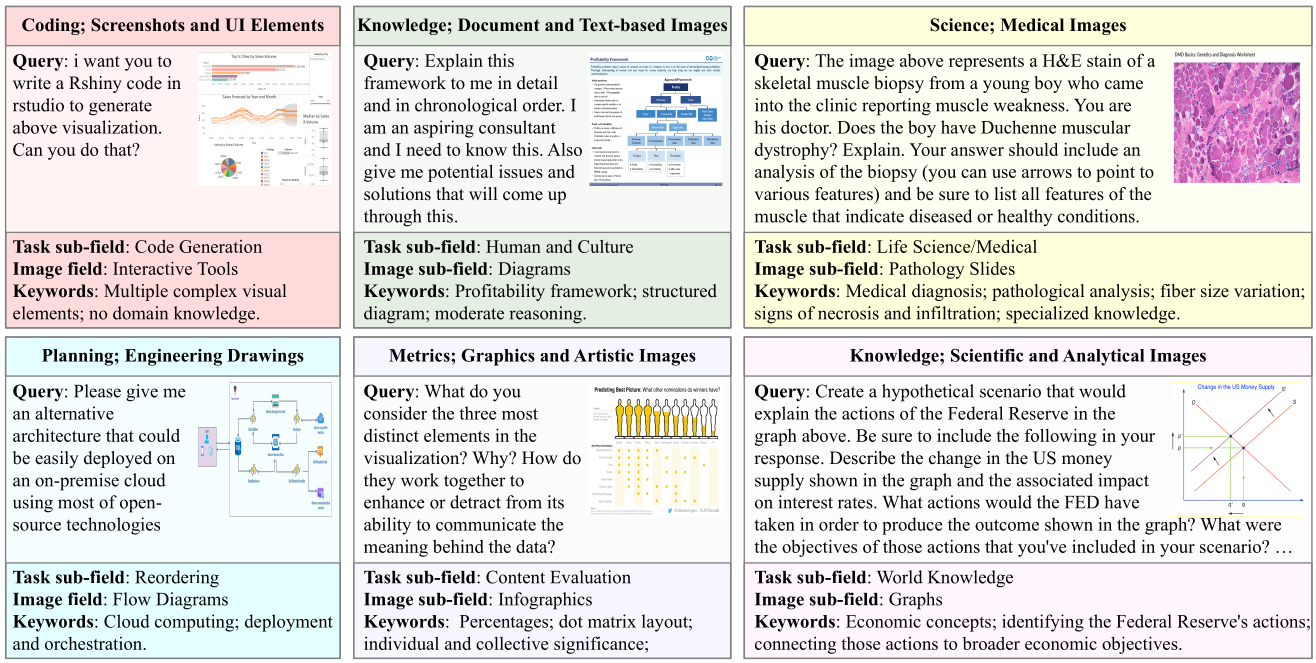 Coding; Screenshots and UI Elements
Query: i want you to
write a Rshiny code in
rstudio to generate
above visualization.
Can you do that?
Top 5 Cities by Sales Volume
Sales Forecast by Year and Month
Median by Sales
& Volume
Listing by Sales & Volume
Task sub-field: Code Generation
Image field: Interactive Tools
Keywords: Multiple complex visual
elements; no domain knowledge.
Knowledge; Document and Text-based Images
Query: Explain this
framework to me in detail
and in chronological order. I
am an aspiring consultant
and I need to know this. Also
give me potential issues and
solutions that will come up
through this.
Profitability Framework
Task sub-field: Human and Culture
Image sub-field: Diagrams
Keywords: Profitability framework; structured
diagram; moderate reasoning.
Science; Medical Images
Query: The image above represents a H&E stain of a
skeletal muscle biopsy from a young boy who came
into the clinic reporting muscle weakness. You are
his doctor. Does the boy have Duchenne muscular
dystrophy? Explain. Your answer should include an
analysis of the biopsy (you can use arrows to point to
various features) and be sure to list all features of the
muscle that indicate diseased or healthy conditions.
DMD Basics: Genetics and Diagnosis Worksheet
Task sub-field: Life Science/Medical
Image sub-field: Pathology Slides
Keywords: Medical diagnosis; pathological analysis; fiber size variation;
signs of necrosis and infiltration; specialized knowledge.
Planning; Engineering Drawings
Query: Please give me
an alternative
architecture that could
be easily deployed on
an on-premise cloud
using most of open-
source technologies
Task sub-field: Reordering
Image field: Flow Diagrams
Keywords: Cloud computing; deployment
and orchestration.
Metrics; Graphics and Artistic Images
Query: What do you
consider the three most
distinct elements in the
visualization? Why? How do
they work together to
enhance or detract from its
ability to communicate the
meaning behind the data?
Predicting Best Picture: What other nominations do winners have?
Task sub-field: Content Evaluation
Image sub-field: Infographics
Keywords: Percentages; dot matrix layout;
individual and collective significance;
Knowledge; Scientific and Analytical Images
Query: Create a hypothetical scenario that would
explain the actions of the Federal Reserve in the
graph above. Be sure to include the following in your
response. Describe the change in the US money
supply shown in the graph and the associated impact
on interest rates. What actions would the FED have
taken in order to produce the outcome shown in the graph? What were
the objectives of those actions that you've included in your scenario? …
Change in the US Money Supply
D
S'
S
p'
p
q'
q
Task sub-field: World Knowledge
Image sub-field: Graphs
Keywords: Economic concepts; identifying the Federal Reserve's actions;
connecting those actions to broader economic objectives.